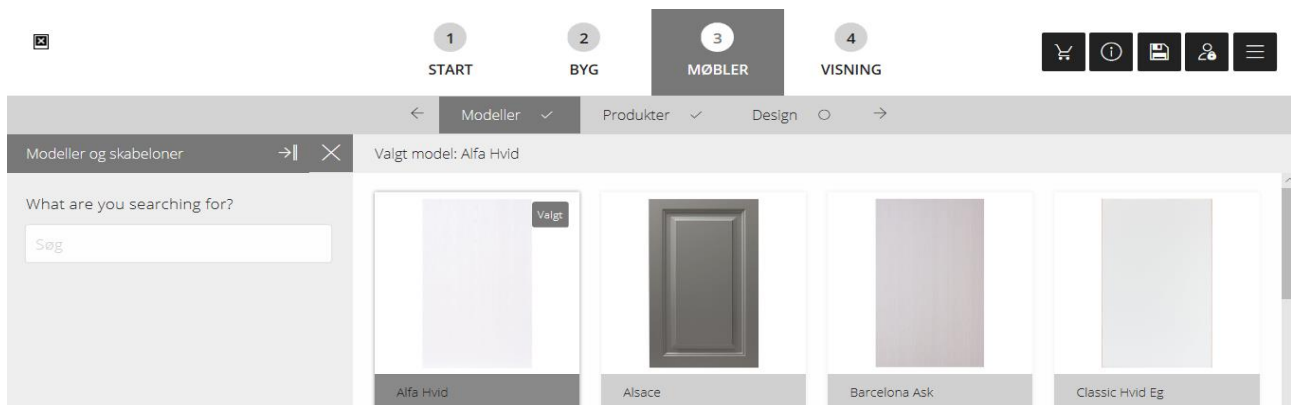 1 2 3 4
START BYG MØBLER VISNING
Modeller Produkter Design
Modeller og skabeloner
Valgt model: Alfa Hvid
What are you searching for?
Søg
Valgt
Alfa Hvid Alsace Barcelona Ask Classic Hvid Eg